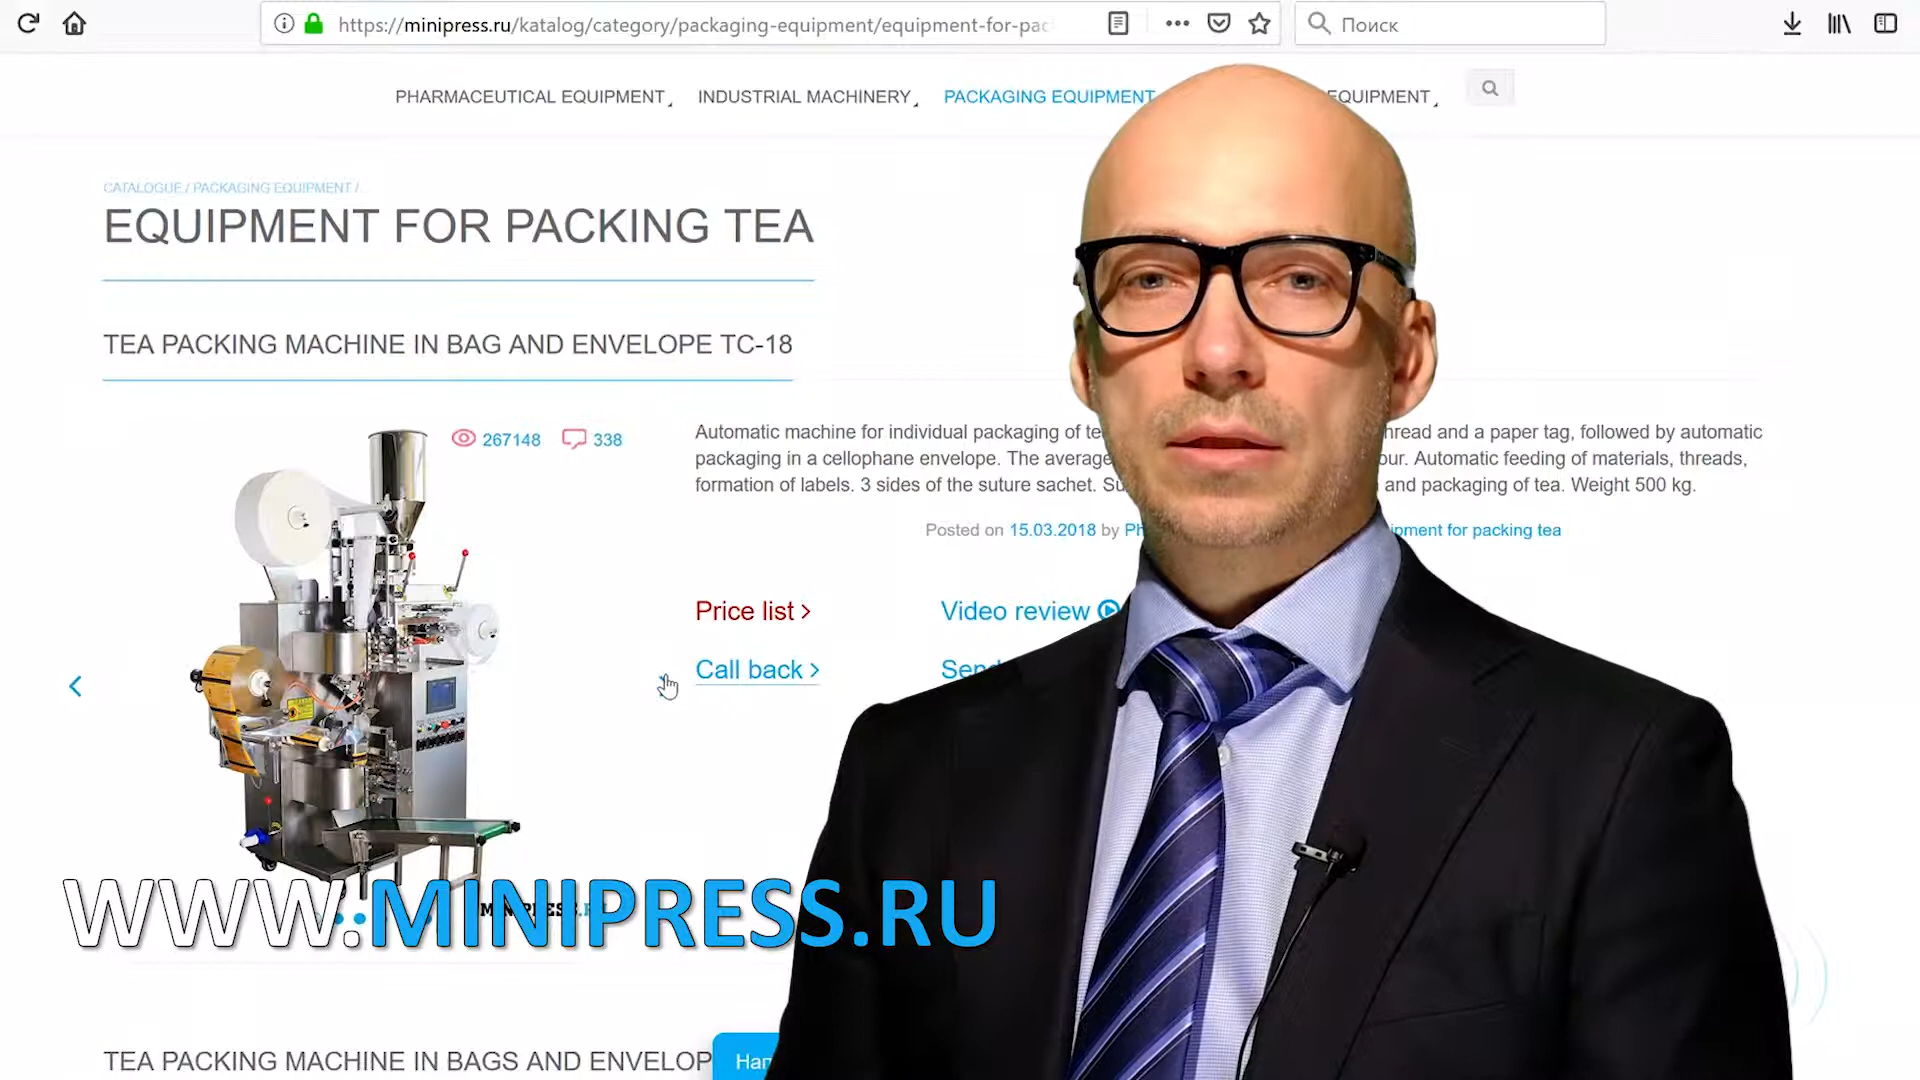 https://minipress.ru/katalog/category/packaging-equipment/equipment-for-pac
Поиск
PHARMACEUTICAL EQUIPMENT
INDUSTRIAL MACHINERY
PACKAGING EQUIPMENT
EQUIPMENT
CATALOGUE / PACKAGING EQUIPMENT /
EQUIPMENT FOR PACKING TEA
TEA PACKING MACHINE IN BAG AND ENVELOPE TC-18
267148
338
Automatic machine for individual packaging of te hread and a paper tag, followed by automatic
packaging in a cellophane envelope. The average our. Automatic feeding of materials, threads,
formation of labels. 3 sides of the suture sachet. Su and packaging of tea. Weight 500 kg.
Posted on 15.03.2018 by Ph ipment for packing tea
Price list
Video review
Call back
Send
WWW.MINIPRESS.RU
TEA PACKING MACHINE IN BAGS AND ENVELOP